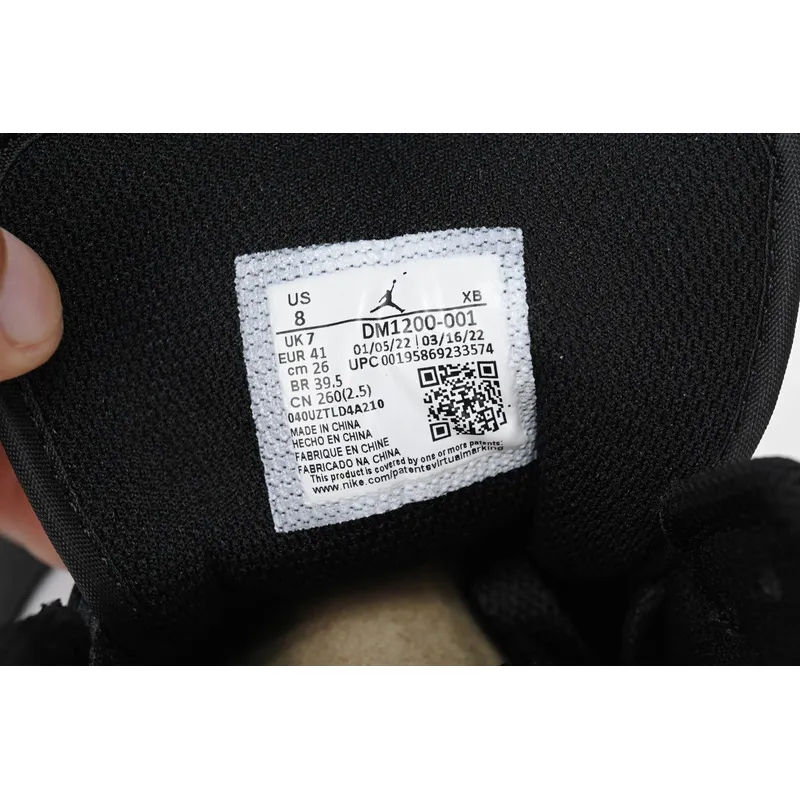 US
8
XB
DM1200-001
UK 7
01/05/22 | 03/16/22
EUR 41
UPC 00195869233574
cm 26
BR 39.5
CN 260(2.5)
040UZTLD4A210
MADE IN CHINA
HECHO EN CHINA
FABRIQUE EN CHINE
FABRICADO NA CHINA
This product is covered by one or more patents.
www.nike.com/patentsvirtualmarking